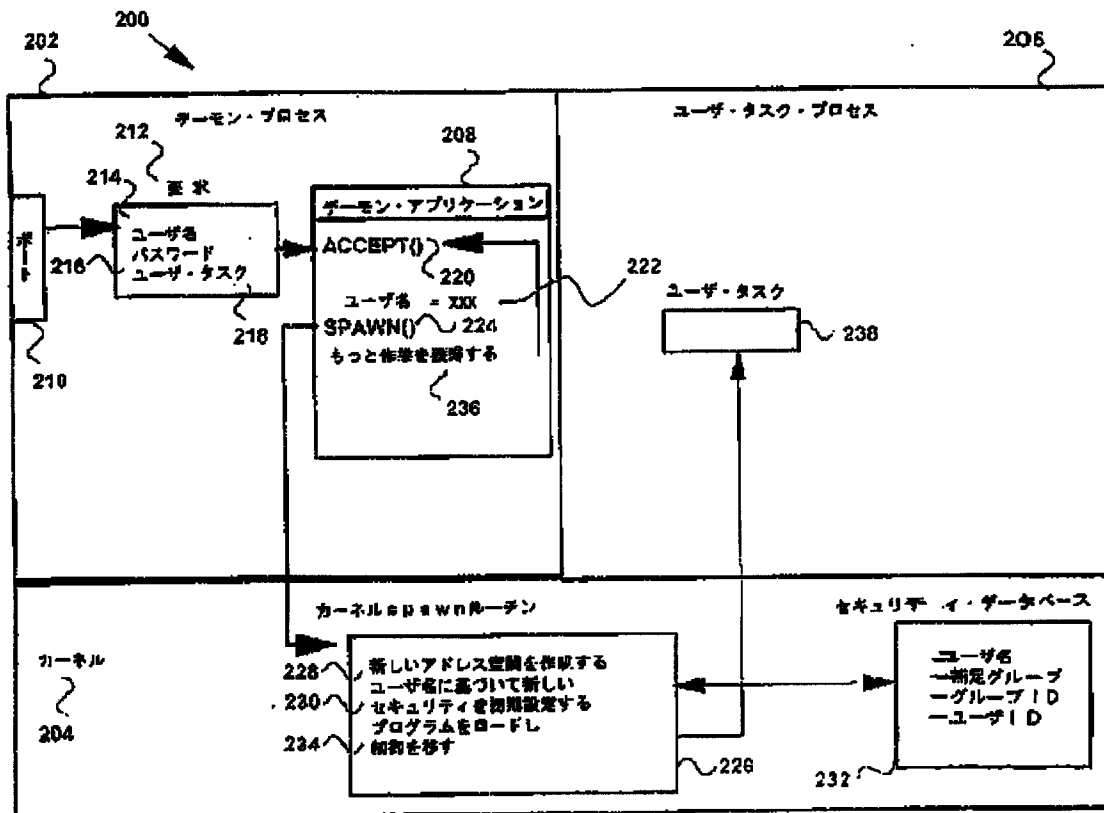 200
202
206
デーモン・プロセス
ユーザ・タスク・プロセス
212
208
214
要求
デーモン・アプリケーション
ポート
ユーザ名
パスワード
216
ユーザ・タスク
218
210
ACCEPT()
220
222
ユーザ名 = XXX
SPAWN()
224
もっと作業を獲得する
236
ユーザ・タスク
238
カーネルspawnルーチン
セキュリティ・データベース
カーネル
204
228
新しいアドレス空間を作成する
ユーザ名に基づいて新しい
230
セキュリティを初期設定する
プログラムをロードし
234
制御を移す
226
ユーザ名
ー補足グループ
ーグループID
ーユーザID
232